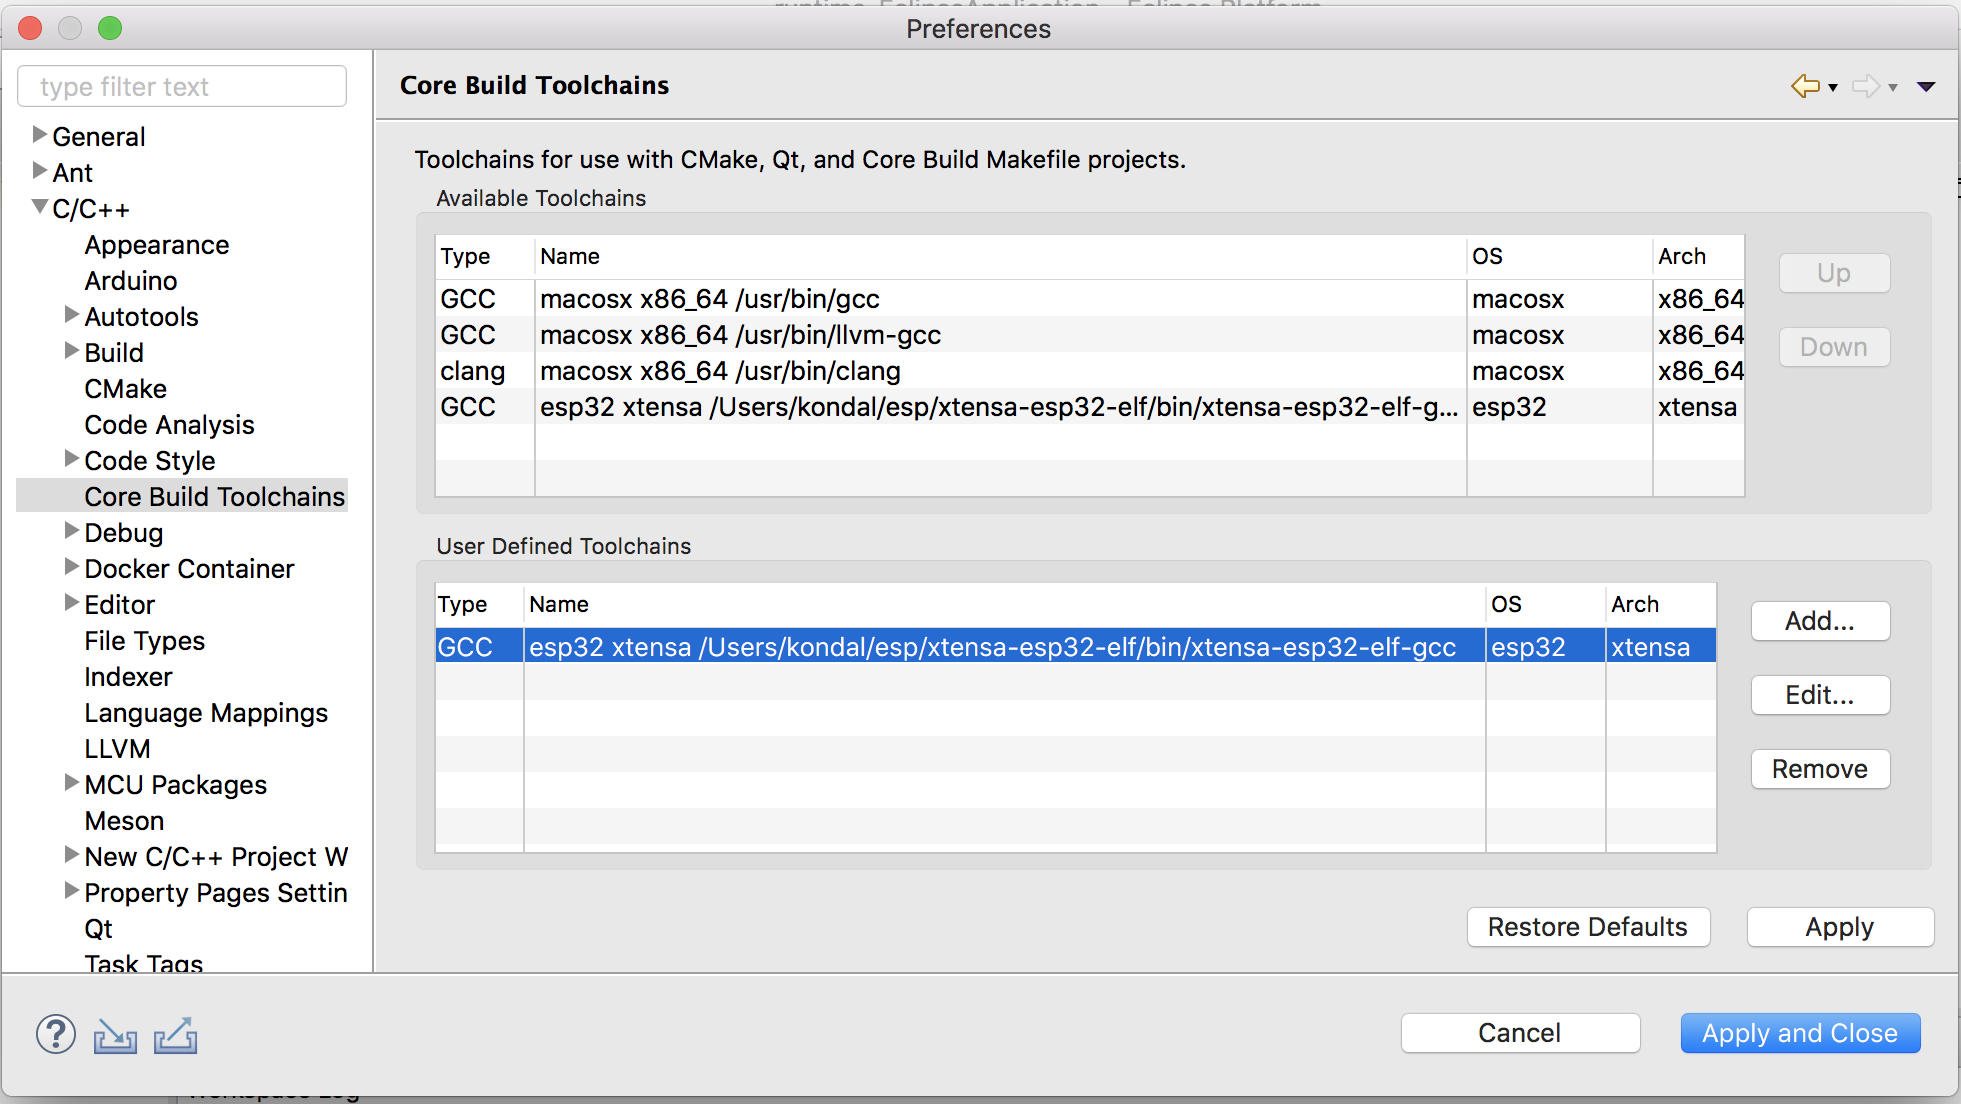 Preferences
type filter text
General
Ant
C/C++
Appearance
Arduino
Autotools
Build
CMake
Code Analysis
Code Style
Core Build Toolchains
Debug
Docker Container
Editor
File Types
Indexer
Language Mappings
LLVM
MCU Packages
Meson
New C/C++ Project W
Property Pages Settin
Qt
Task Tags
Core Build Toolchains
Toolchains for use with CMake, Qt, and Core Build Makefile projects.
Available Toolchains
Type Name OS Arch
GCC macosx x86_64 /usr/bin/gcc macosx x86_64
GCC macosx x86_64 /usr/bin/llvm-gcc macosx x86_64
clang macosx x86_64 /usr/bin/clang macosx x86_64
GCC esp32 xtensa /Users/kondal/esp/xtensa-esp32-elf/bin/xtensa-esp32-elf-g... esp32 xtensa
Up
Down
User Defined Toolchains
Type Name OS Arch
GCC esp32 xtensa /Users/kondal/esp/xtensa-esp32-elf/bin/xtensa-esp32-elf-gcc esp32 xtensa
Add...
Edit...
Remove
Restore Defaults Apply
? Cancel Apply and Close